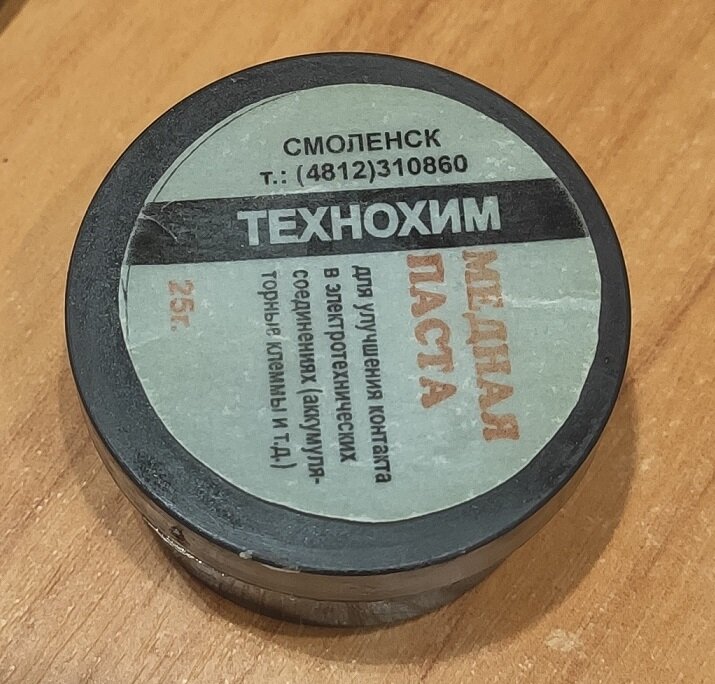 СМОЛЕНСК
т.: (4812)310860
ТЕХНОХИМ
МЕДНАЯ
ПАСТА
для улучшения контакта
в электротехнических
соединениях (аккумуля-
торные клеммы и т.д.)
25г.